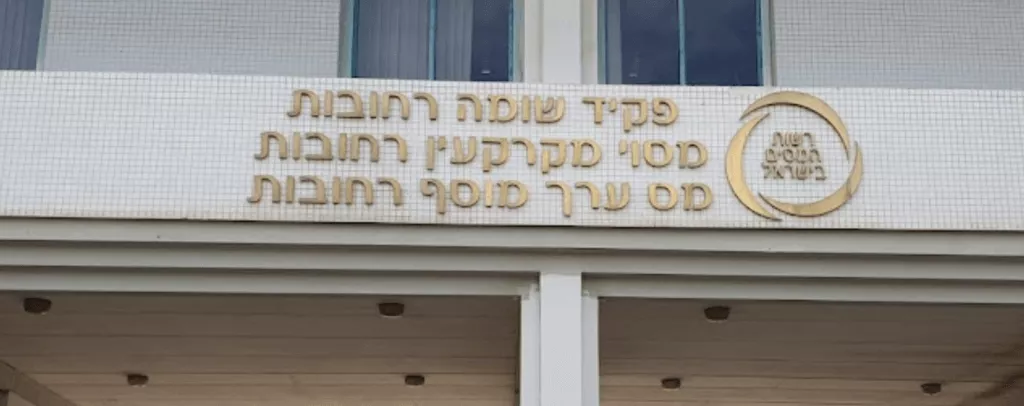 פקיד שומה רחובות
מסוי מקרקעין רחובות
מס ערך מוסף רחובות
רשות
המסים
בישראל